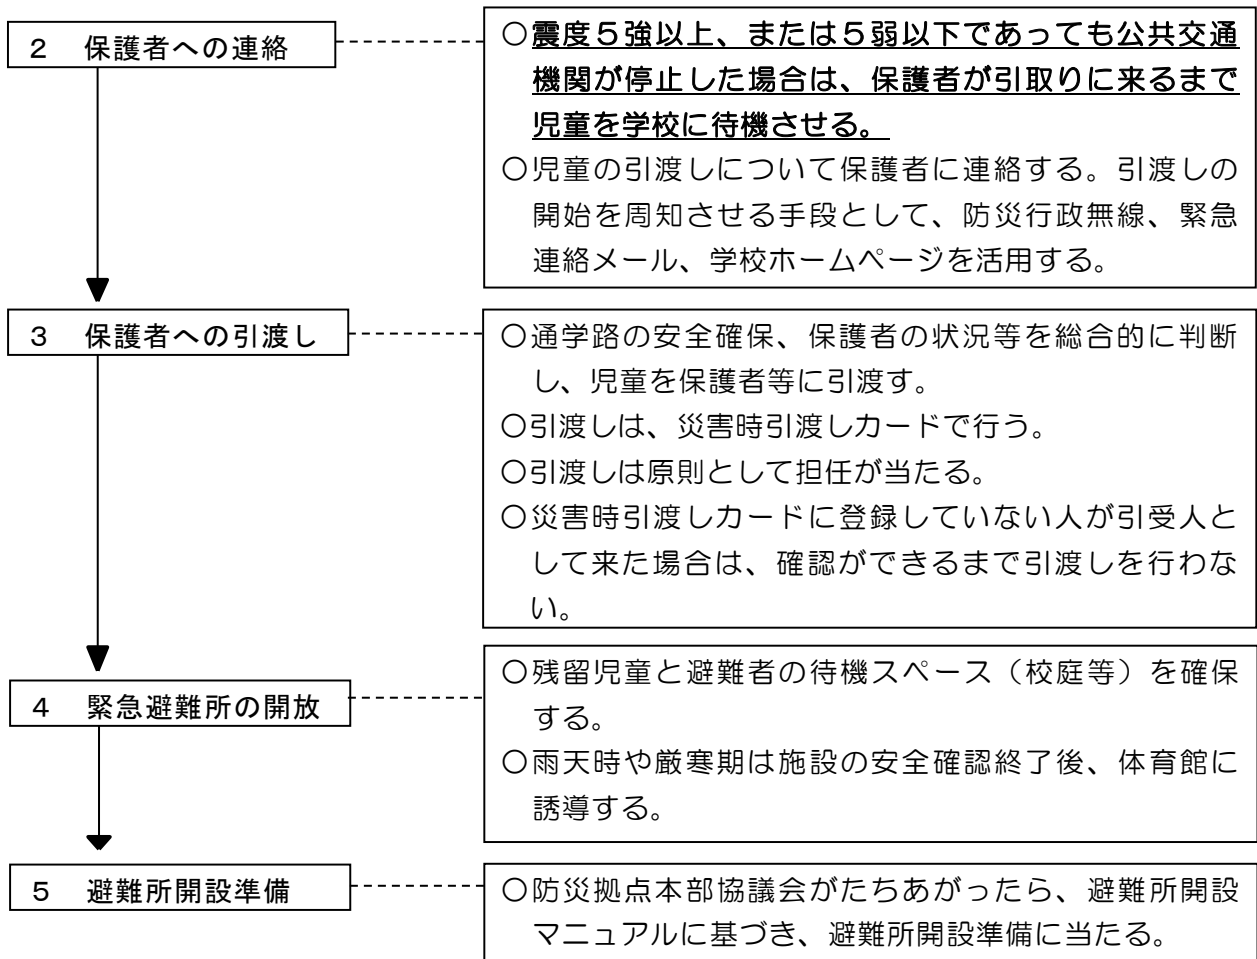 ２　保護者への連絡
○震度５強以上、または５弱以下であっても公共交通
機関が停止した場合は、保護者が引取りに来るまで
児童を学校に待機させる。
○児童の引渡しについて保護者に連絡する。引渡しの
開始を周知させる手段として、防災行政無線、緊急
連絡メール、学校ホームページを活用する。
３　保護者への引渡し
○通学路の安全確保、保護者の状況等を総合的に判断
し、児童を保護者等に引渡す。
○引渡しは、災害時引渡しカードで行う。
○引渡しは原則として担任が当たる。
○災害時引渡しカードに登録していない人が引受人と
して来た場合は、確認ができるまで引渡しを行わな
い。
４　緊急避難所の開放
○残留児童と避難者の待機スペース（校庭等）を確保
する。
○雨天時や厳寒期は施設の安全確認終了後、体育館に
誘導する。
５　避難所開設準備
○防災拠点本部協議会がたちあがったら、避難所開設
マニュアルに基づき、避難所開設準備に当たる。